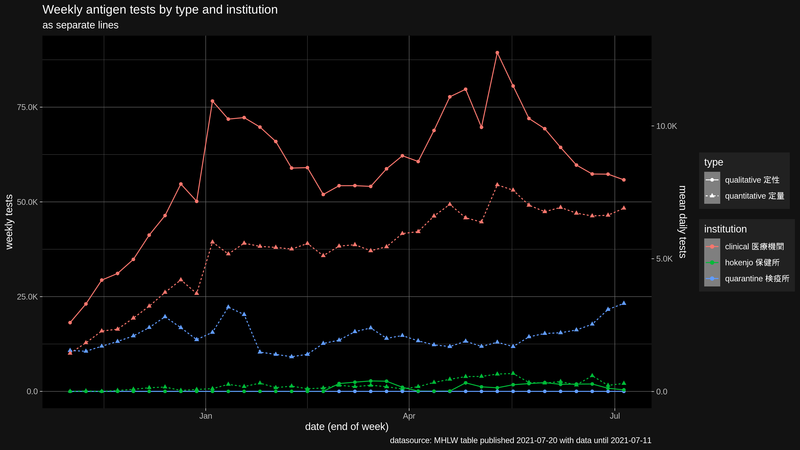 Weekly antigen tests by type and institution
as separate lines
75.0K
50.0K
25.0K
0.0
weekly tests
10.0K
5.0K
0.0
mean daily tests
Jan
Apr
Jul
date (end of week)
type
qualitative 定性
quantitative 定量
institution
clinical 医療機関
hokenjo 保健所
quarantine 検疫所
datasource: MHLW table published 2021-07-20 with data until 2021-07-11